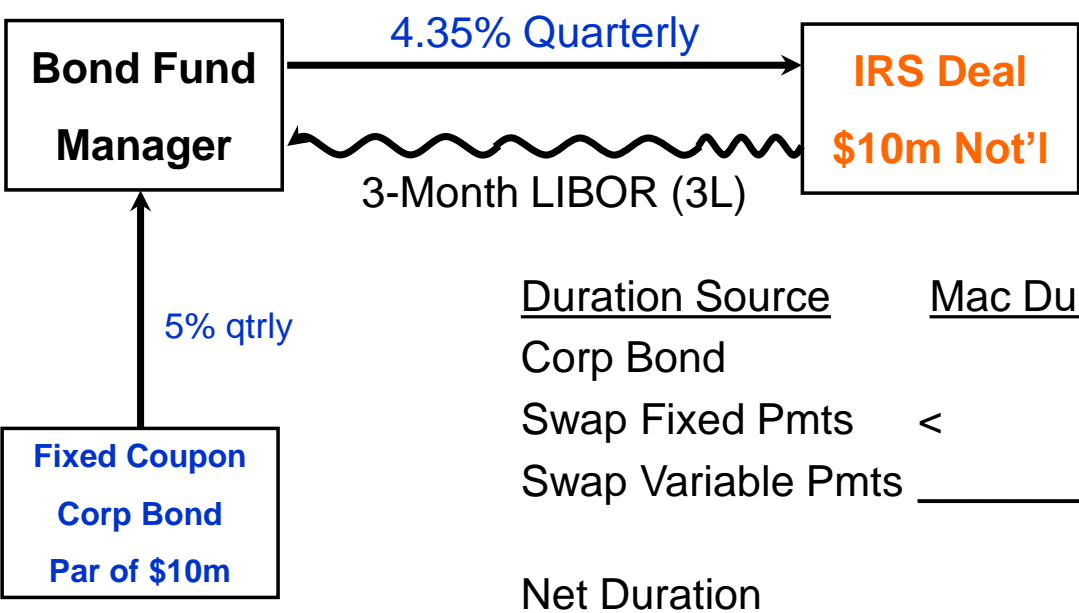 4.35% Quarterly
Bond Fund
Manager
IRS Deal
$10m Not’l
3-Month LIBOR (3L)
5% qtrly
Fixed Coupon
Corp Bond
Par of $10m
Duration Source Mac Du
Corp Bond
Swap Fixed Pmts <
Swap Variable Pmts ________
Net Duration